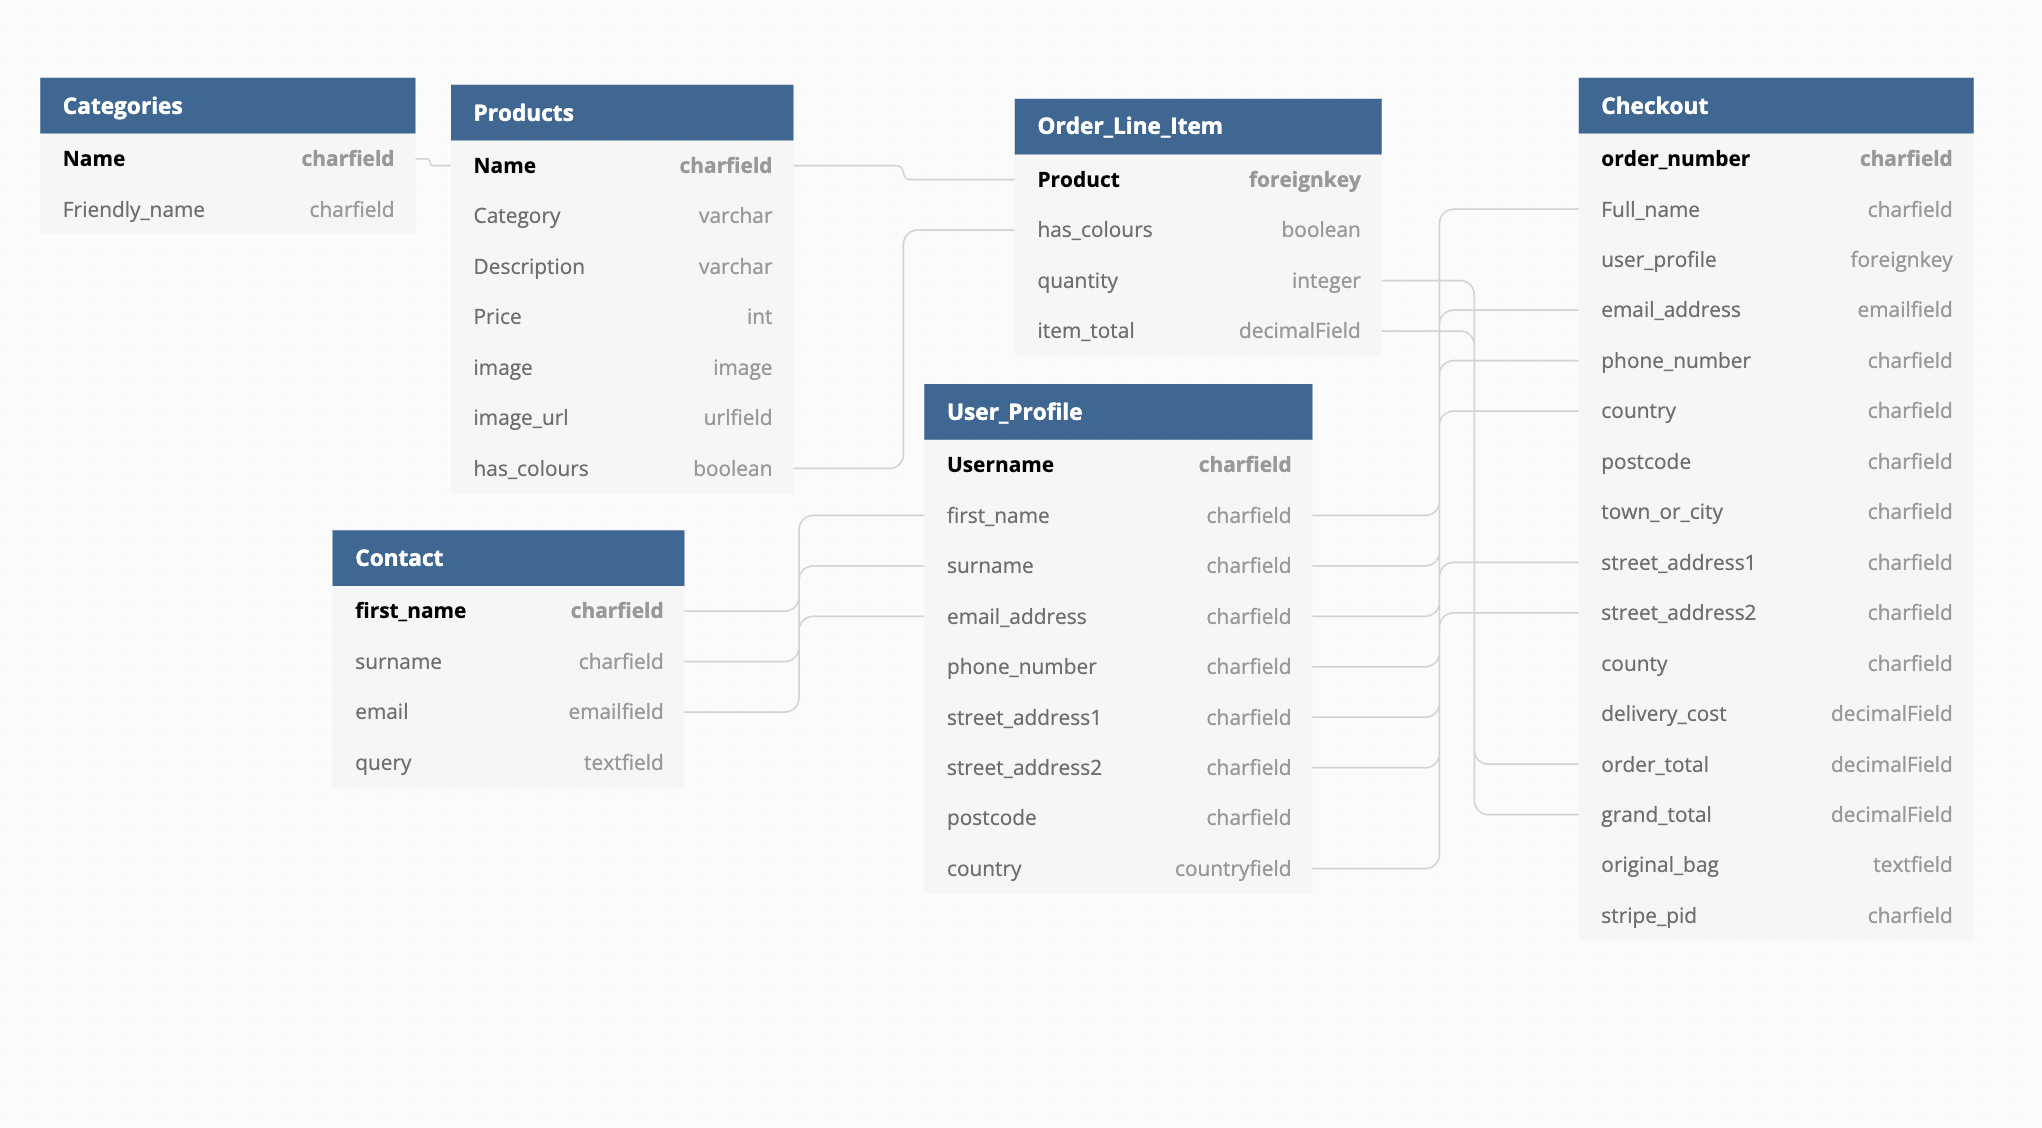 Categories
Name charfield
Friendly_name charfield
Products
Name charfield
Category varchar
Description varchar
Price int
image image
image_url urlfield
has_colours boolean
Order_Line_Item
Product foreignkey
has_colours boolean
quantity integer
item_total decimalField
Checkout
order_number charfield
Full_name charfield
user_profile foreignkey
email_address emailfield
phone_number charfield
country charfield
postcode charfield
town_or_city charfield
street_address1 charfield
street_address2 charfield
county charfield
delivery_cost decimalField
order_total decimalField
grand_total decimalField
original_bag textfield
stripe_pid charfield
User_Profile
Username charfield
first_name charfield
surname charfield
email_address charfield
phone_number charfield
street_address1 charfield
street_address2 charfield
postcode charfield
country countryfield
Contact
first_name charfield
surname charfield
email emailfield
query textfield